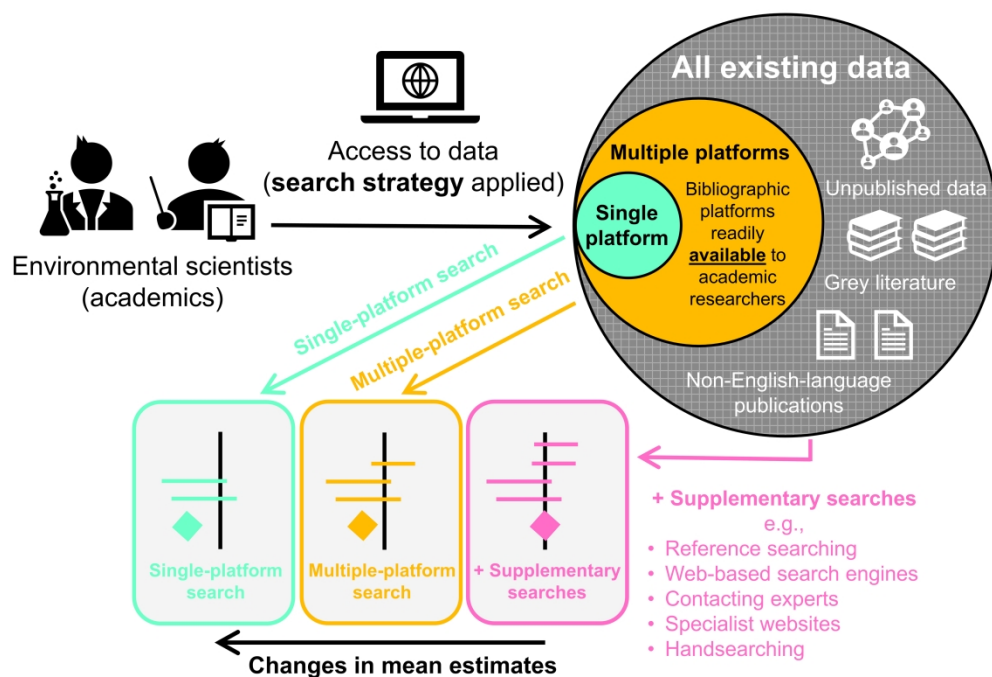 All existing data
Access to data
(search strategy applied)
Environmental scientists
(academics)
Multiple platforms
Single
platform
Bibliographic
platforms
readily
available to
academic
researchers
Unpublished data
Grey literature
Non-English-language
publications
Single-platform search
Multiple-platform search
Single-platform
search
Multiple-platform
search
+ Supplementary
searches
Changes in mean estimates
+ Supplementary searches
e.g.,
• Reference searching
• Web-based search engines
• Contacting experts
• Specialist websites
• Handsearching